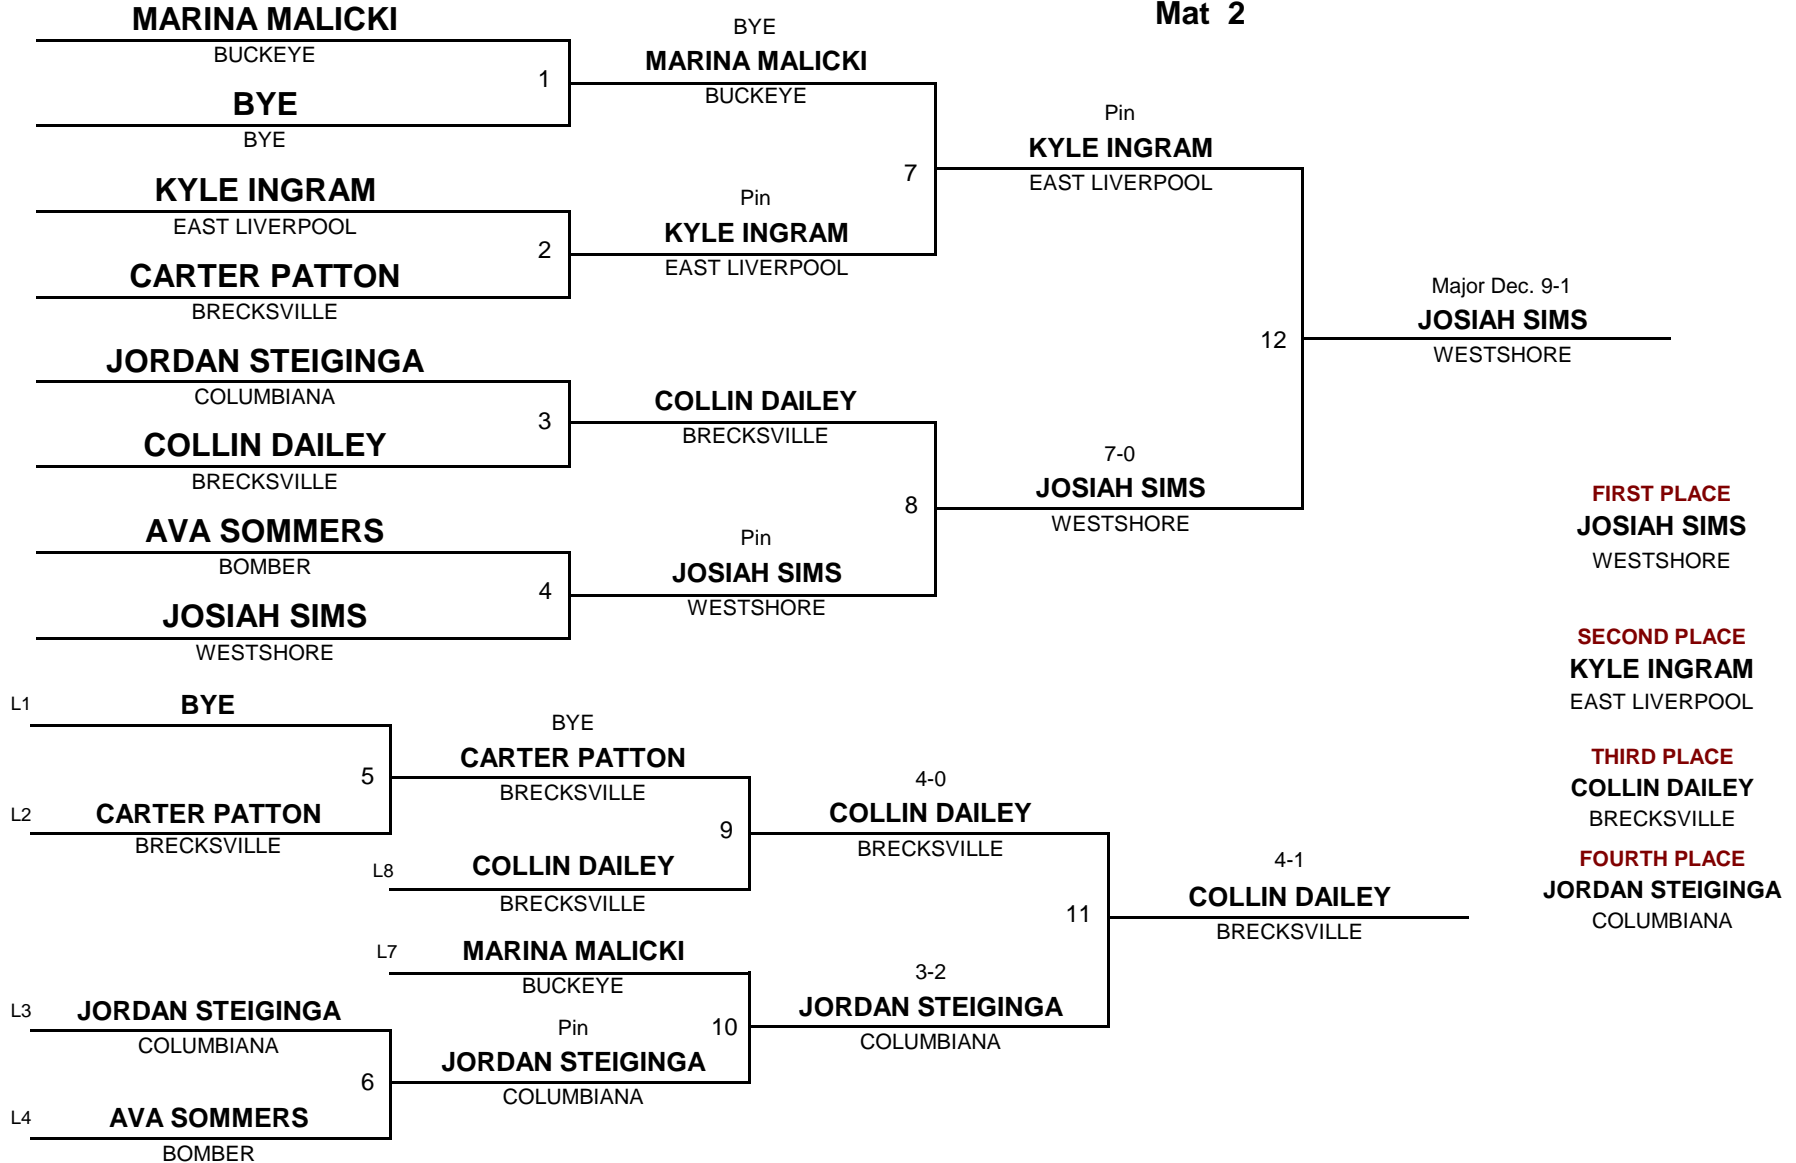 Mat 2
MARINA MALICKI
BUCKEYE
1
BYE
BYE
KYLE INGRAM
EAST LIVERPOOL
2
CARTER PATTON
BRECKSVILLE
JORDAN STEIGINGA
COLUMBIANA
3
COLLIN DAILEY
BRECKSVILLE
AVA SOMMERS
BOMBER
4
JOSIAH SIMS
WESTSHORE
BYE
MARINA MALICKI
BUCKEYE
7
Pin
KYLE INGRAM
EAST LIVERPOOL
COLLIN DAILEY
BRECKSVILLE
8
Pin
JOSIAH SIMS
WESTSHORE
Pin
KYLE INGRAM
EAST LIVERPOOL
12
7-0
JOSIAH SIMS
WESTSHORE
Major Dec. 9-1
JOSIAH SIMS
WESTSHORE
L1
BYE
5
L2
CARTER PATTON
BRECKSVILLE
L3
JORDAN STEIGINGA
COLUMBIANA
6
L4
AVA SOMMERS
BOMBER
BYE
CARTER PATTON
BRECKSVILLE
9
L8
COLLIN DAILEY
BRECKSVILLE
L7
MARINA MALICKI
BUCKEYE
10
Pin
JORDAN STEIGINGA
COLUMBIANA
4-0
COLLIN DAILEY
BRECKSVILLE
11
3-2
JORDAN STEIGINGA
COLUMBIANA
4-1
COLLIN DAILEY
BRECKSVILLE
FIRST PLACE
JOSIAH SIMS
WESTSHORE
SECOND PLACE
KYLE INGRAM
EAST LIVERPOOL
THIRD PLACE
COLLIN DAILEY
BRECKSVILLE
FOURTH PLACE
JORDAN STEIGINGA
COLUMBIANA